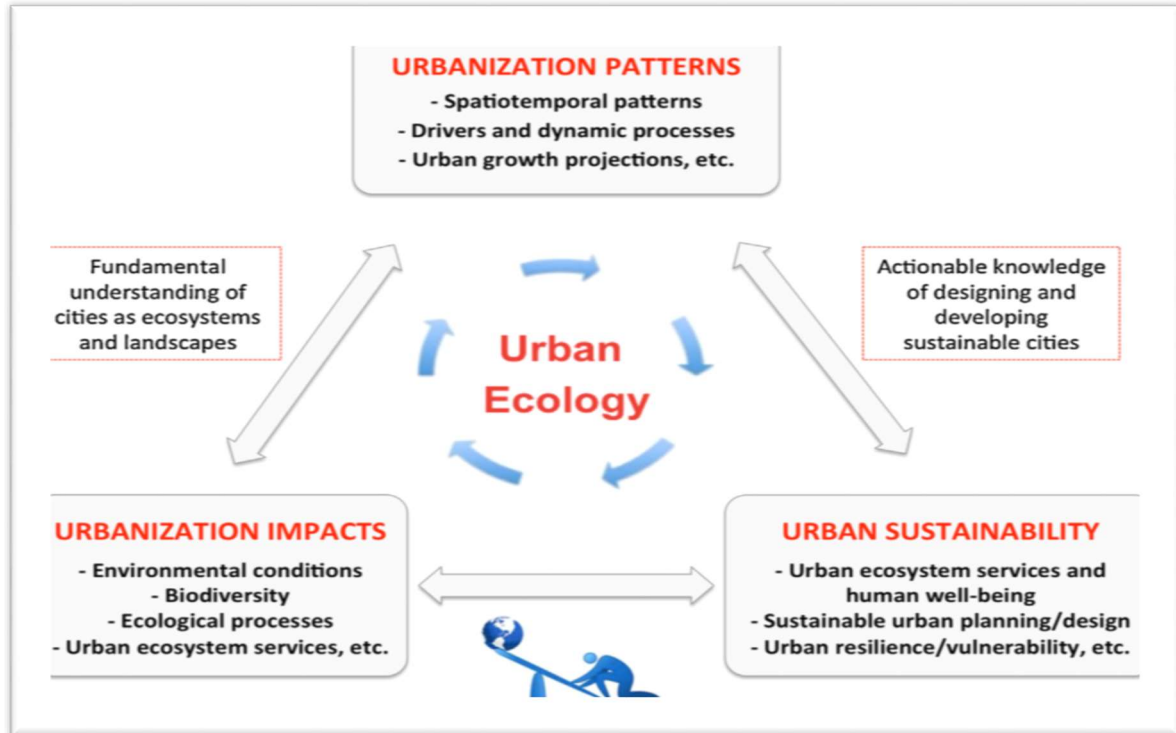 URBANIZATION PATTERNS
- Spatiotemporal patterns
- Drivers and dynamic processes
- Urban growth projections, etc.
Fundamental
understanding of
cities as ecosystems
and landscapes
Actionable knowledge
of designing and
developing
sustainable cities
Urban
Ecology
URBANIZATION IMPACTS
- Environmental conditions
- Biodiversity
- Ecological processes
- Urban ecosystem services, etc.
URBAN SUSTAINABILITY
- Urban ecosystem services and
human well-being
- Sustainable urban planning/design
- Urban resilience/vulnerability, etc.